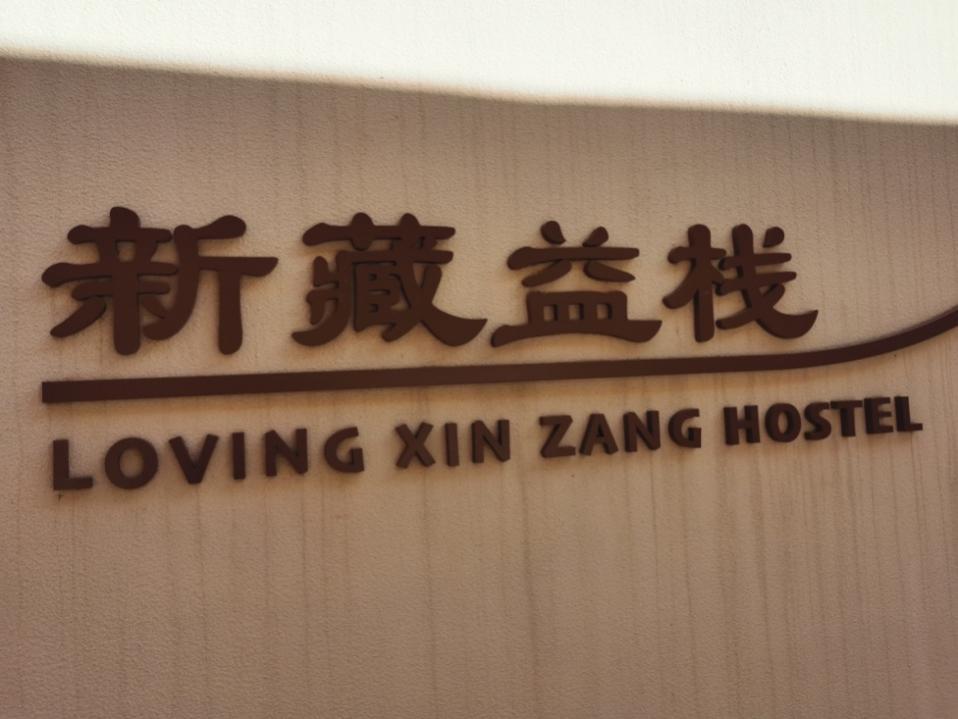 新藏益栈
LOVING XIN ZANG HOSTEL